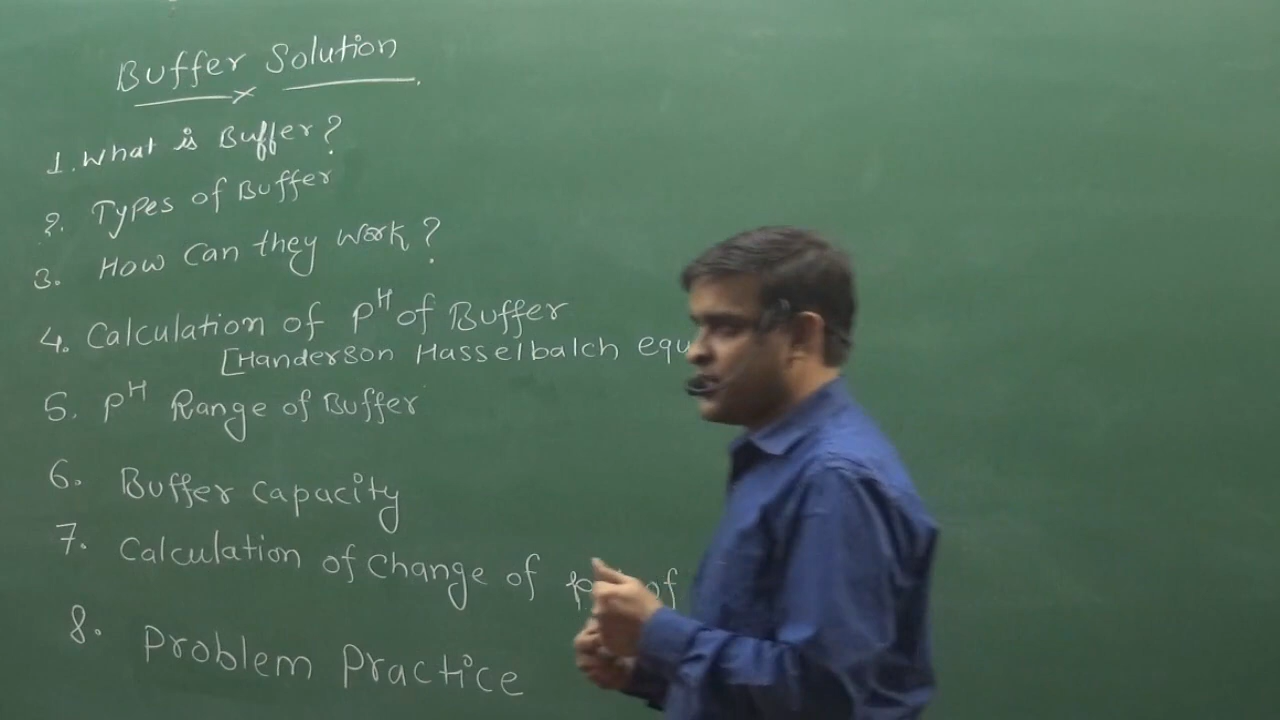 Buffer Solution
1. What is Buffer?
2. Types of Buffer
3. How Can they work?
4. Calculation of PH of Buffer
[Handerson Hasselbalch equ
5. PH Range of Buffer
6. Buffer Capacity
7. Calculation of Change of of
8. Problem Practice